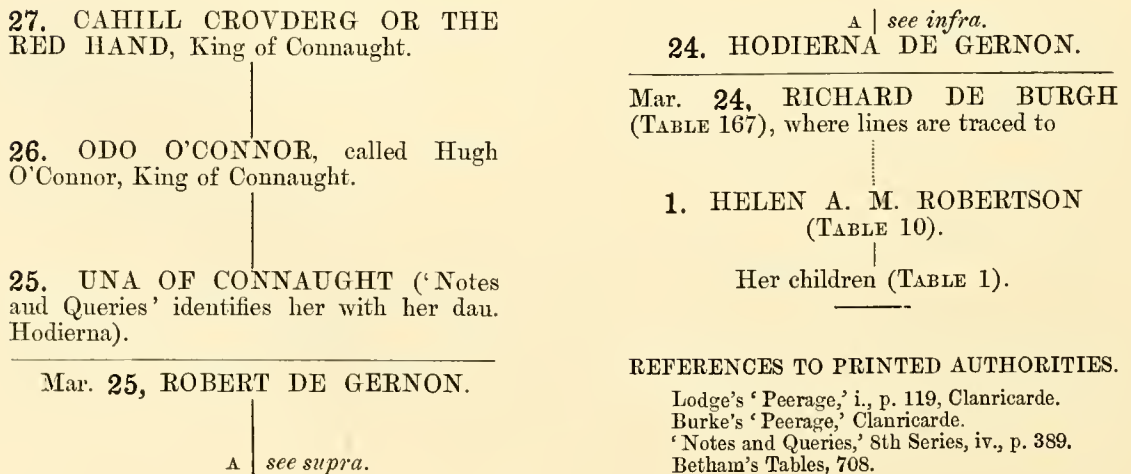 27. CAHILL CROVDERG OR THE
RED HAND, King of Connaught.
26. ODO O'CONNOR, called Hugh
O'Connor, King of Connaught.
25. UNA OF CONNAUGHT ('Notes
and Queries' identifies her with her dau.
Hodierna).
Mar. 25, ROBERT DE GERNON.
A | see supra.
A | see infra.
24. HODIERNA DE GERNON.
Mar. 24, RICHARD DE BURGH
(TABLE 167), where lines are traced to
1. HELEN A. M. ROBERTSON
(TABLE 10).
Her children (TABLE 1).
REFERENCES TO PRINTED AUTHORITIES.
Lodge's 'Peerage,' i., p. 119, Clanricarde.
Burke's 'Peerage,' Clanricarde.
'Notes and Queries,' 8th Series, iv., p. 389.
Betham's Tables, 708.